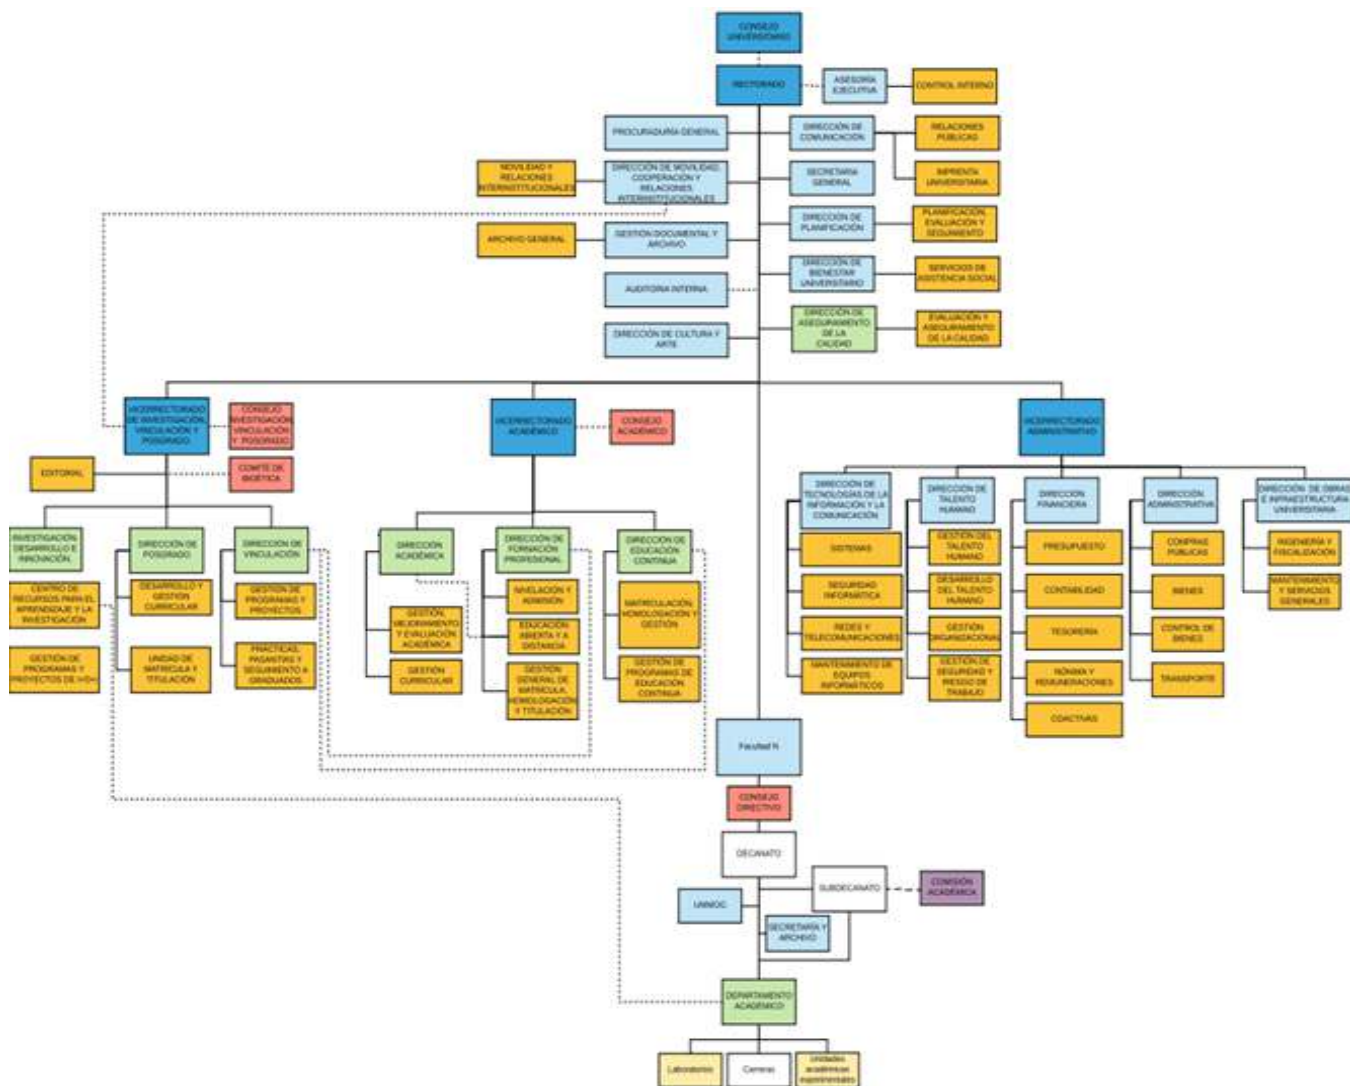 CONSEJO
UNIVERSITARIO
RECTORADO
ASESORÍA
EJECUTIVA
CONTROL INTERNO
PROCURADURÍA GENERAL
DIRECCIÓN DE
COMUNICACIÓN
RELACIONES
PÚBLICAS
MOVILIDAD Y
RELACIONES
INTERINSTITUCIONALES
DIRECCIÓN DE MOVILIDAD,
COOPERACIÓN Y
RELACIONES
INTERINSTITUCIONALES
SECRETARIA
GENERAL
IMPRENTA
UNIVERSITARIA
ARCHIVO GENERAL
GESTIÓN DOCUMENTAL Y
ARCHIVO
DIRECCIÓN DE
PLANIFICACIÓN
PLANIFICACIÓN,
EVALUACIÓN Y
SEGUIMIENTO
AUDITORIA INTERNA
DIRECCIÓN DE
BIENESTAR
UNIVERSITARIO
SERVICIOS DE
ASISTENCIA SOCIAL
DIRECCIÓN DE CULTURA Y
ARTE
DIRECCIÓN DE
ASEGURAMIENTO
DE LA
CALIDAD
EVALUACIÓN Y
ASEGURAMIENTO
DE LA CALIDAD
VICERRECTORADO
DE INVESTIGACIÓN,
VINCULACIÓN Y
POSGRADO
CONSEJO
INVESTIGACIÓN,
VINCULACIÓN
Y POSGRADO
VICERRECTORADO
ACADÉMICO
CONSEJO
ACADÉMICO
VICERRECTORADO
ADMINISTRATIVO
EDITORIAL
COMITÉ DE
BIOÉTICA
DIRECCIÓN DE
TECNOLOGÍAS DE LA
INFORMACIÓN Y LA
COMUNICACIÓN
DIRECCIÓN DE
TALENTO
HUMANO
DIRECCIÓN
FINANCIERA
DIRECCIÓN
ADMINISTRATIVA
DIRECCIÓN DE OBRAS
E INFRAESTRUCTURA
UNIVERSITARIA
INVESTIGACIÓN,
DESARROLLO E
INNOVACIÓN
DIRECCIÓN DE
POSGRADO
DIRECCIÓN DE
VINCULACIÓN
DIRECCIÓN
ACADÉMICA
DIRECCIÓN DE
FORMACIÓN
PROFESIONAL
DIRECCIÓN DE
EDUCACIÓN
CONTINUA
SISTEMAS
GESTIÓN DEL
TALENTO
HUMANO
PRESUPUESTO
COMPRAS
PÚBLICAS
INGENIERÍA Y
FISCALIZACIÓN
CENTRO DE
RECURSOS PARA EL
APRENDIZAJE Y LA
INVESTIGACIÓN
DESARROLLO Y
GESTIÓN
CURRICULAR
GESTIÓN DE
PROGRAMAS Y
PROYECTOS
GESTIÓN,
MEJORAMIENTO
Y EVALUACIÓN
ACADÉMICA
NIVELACIÓN Y
ADMISIÓN
MATRICULACIÓN,
HOMOLOGACIÓN Y
GESTIÓN
SEGURIDAD
INFORMÁTICA
DESARROLLO
DEL TALENTO
HUMANO
CONTABILIDAD
BIENES
MANTENIMIENTO
Y SERVICIOS
GENERALES
EDUCACIÓN
ABIERTA Y A
DISTANCIA
REDES Y
TELECOMUNICACIONES
GESTIÓN
ORGANIZACIONAL
TESORERÍA
CONTROL DE
BIENES
GESTIÓN DE
PROGRAMAS Y
PROYECTOS DE I+D+i
UNIDAD DE
MATRÍCULA Y
TITULACIÓN
PRÁCTICAS,
PASANTÍAS Y
SEGUIMIENTO A
GRADUADOS
GESTIÓN
CURRICULAR
GESTIÓN
GENERAL DE
MATRÍCULA,
HOMOLOGACIÓN
Y TITULACIÓN
GESTIÓN DE
PROGRAMAS DE
EDUCACIÓN
CONTINUA
MANTENIMIENTO DE
EQUIPOS
INFORMÁTICOS
GESTIÓN DE
SEGURIDAD Y
RIESGO DE
TRABAJO
NÓMINA Y
REMUNERACIONES
TRANSPORTE
COACTIVAS
Facultad N
CONSEJO
DIRECTIVO
DECANATO
SUBDECANATO
COMISIÓN
ACADÉMICA
SECRETARÍA Y
ARCHIVO
DEPARTAMENTO
ACADÉMICO
Laboratorios
Carreras
Unidades
académicas
experimentales